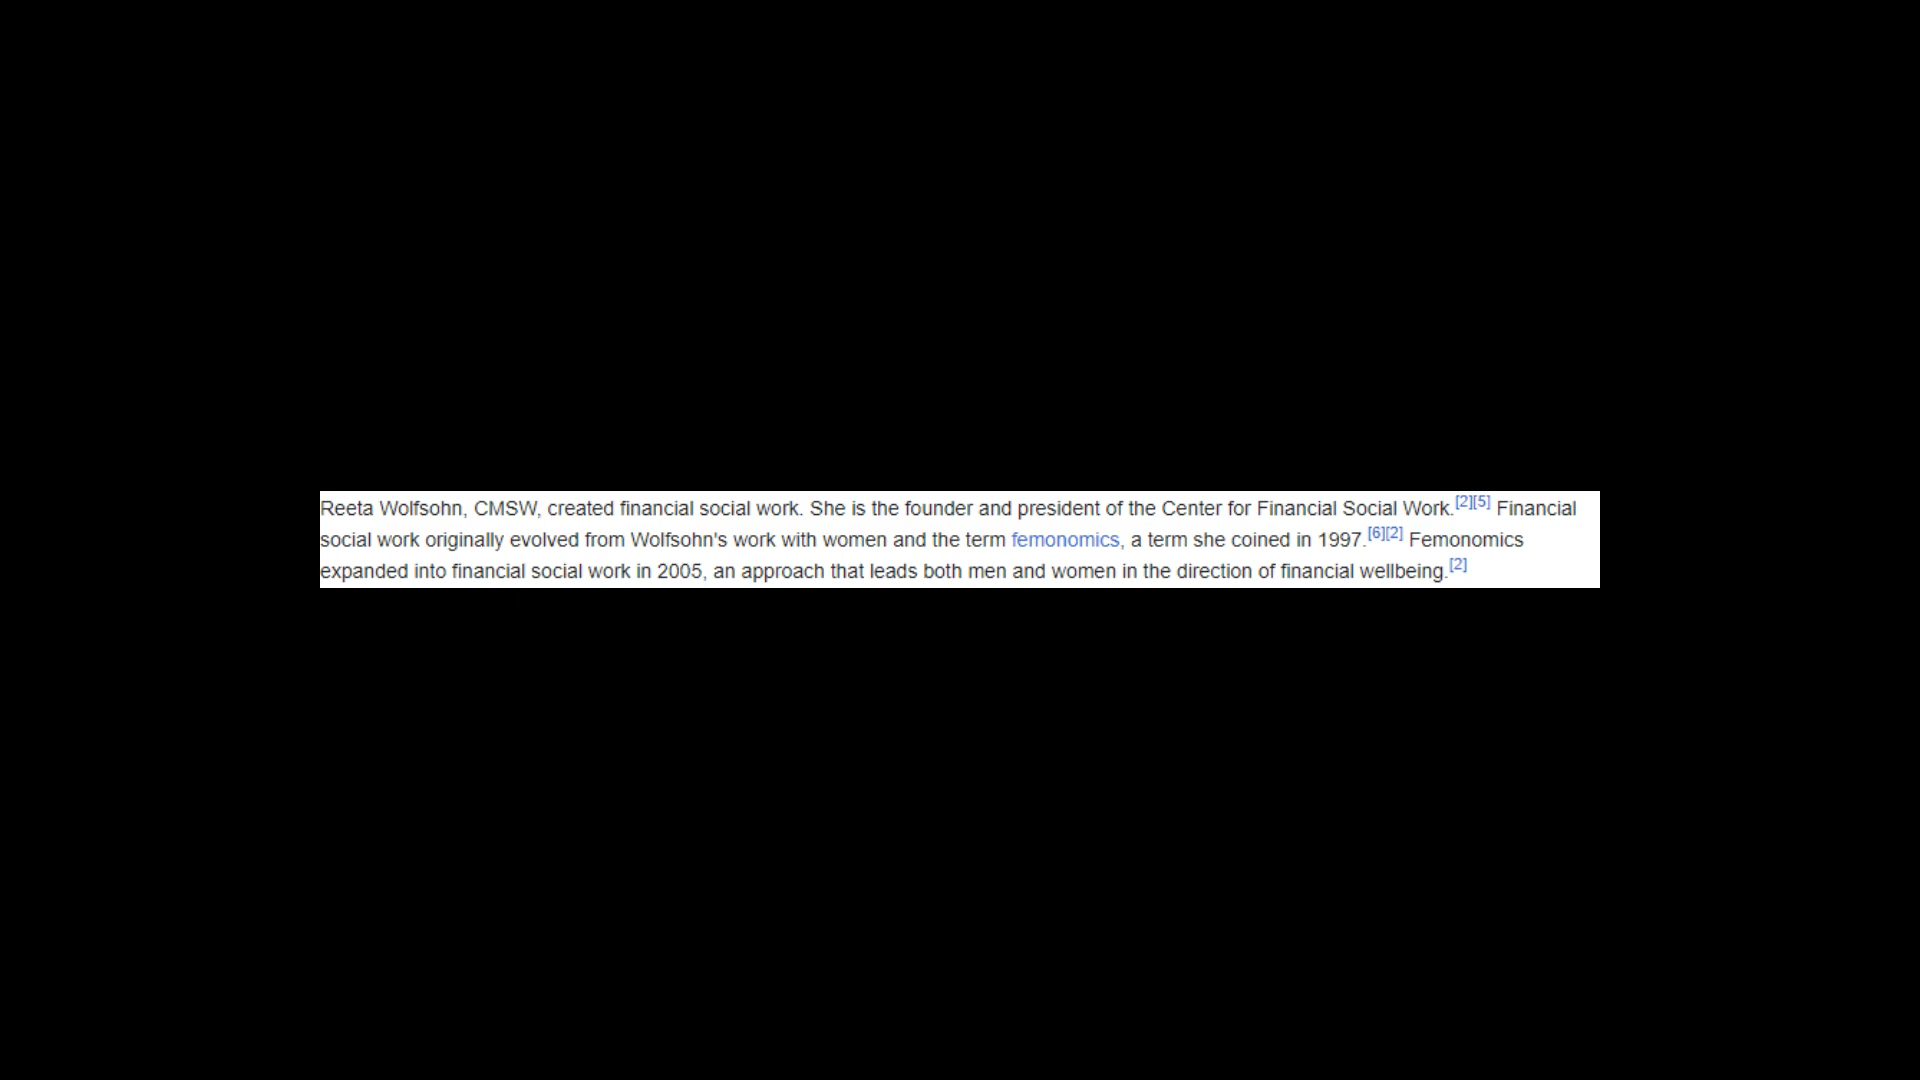 Reeta Wolfsohn, CMSW, created financial social work. She is the founder and president of the Center for Financial Social Work.[2][5] Financial
social work originally evolved from Wolfsohn's work with women and the term femonomics, a term she coined in 1997.[6][2] Femonomics
expanded into financial social work in 2005, an approach that leads both men and women in the direction of financial wellbeing.[2]